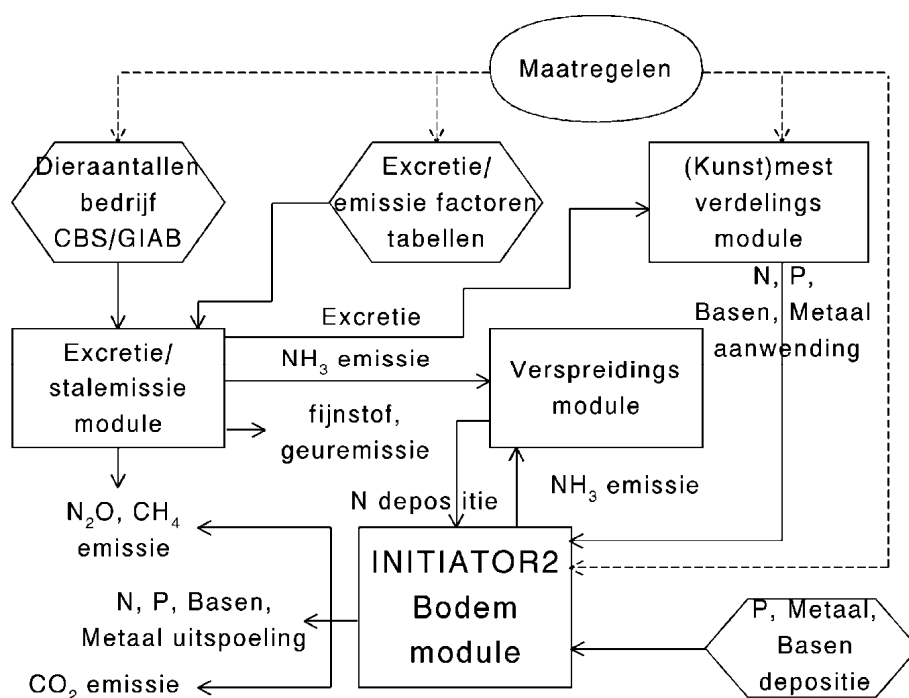 Maatregelen
Dieraantallen
bedrijf
CBS/GIAB
Excretie/
emissie factoren
tabellen
(Kunst)mest
verdelings
module
N, P,
Basen, Metaal
aanwending
Excretie
Excretie/
stalemissie
module
NH₃ emissie
Verspreidings
module
fijnstof,
geuremissie
N depositie
NH₃ emissie
N₂O, CH₄
emissie
INITIATOR2
Bodem
module
N, P, Basen,
Metaal uitspoeling
CO₂ emissie
P, Metaal,
Basen
depositie